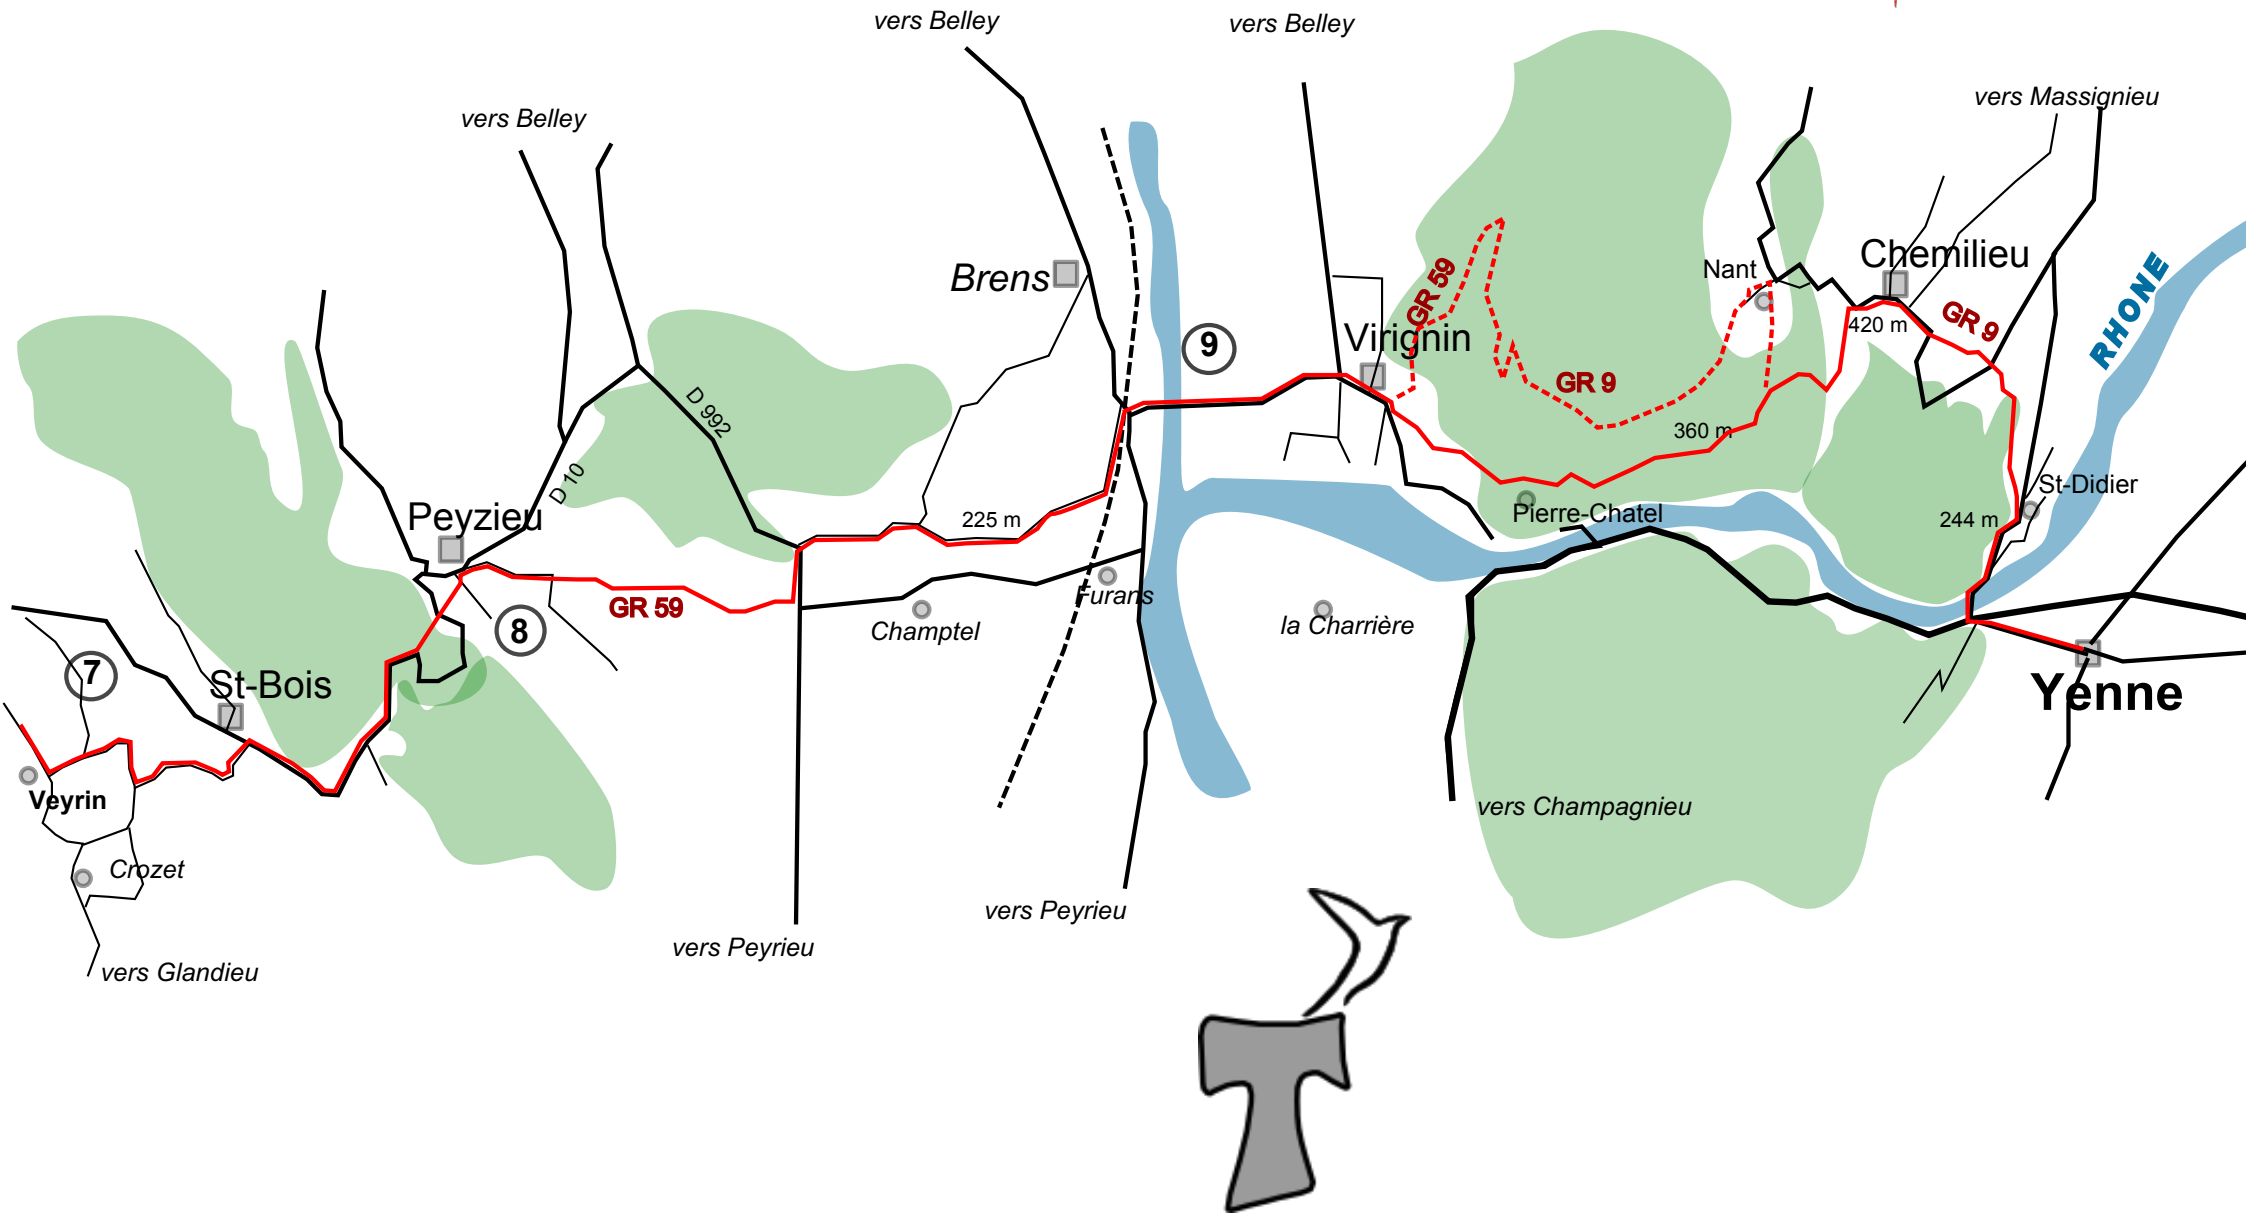 vers Belley
vers Belley
vers Belley
vers Massignieu
Brens
Chemilieu
Nant
GR 59
RHONE
GR 9
420 m
9
Virignin
GR 9
D 992
360 m
D 10
Peyzieu
225 m
Pierre-Chatel
St-Didier
244 m
GR 59
Furans
8
Champtel
la Charrière
7
St-Bois
Yenne
Veyrin
vers Champagnieu
Crozet
vers Peyrieu
vers Peyrieu
vers Glandieu